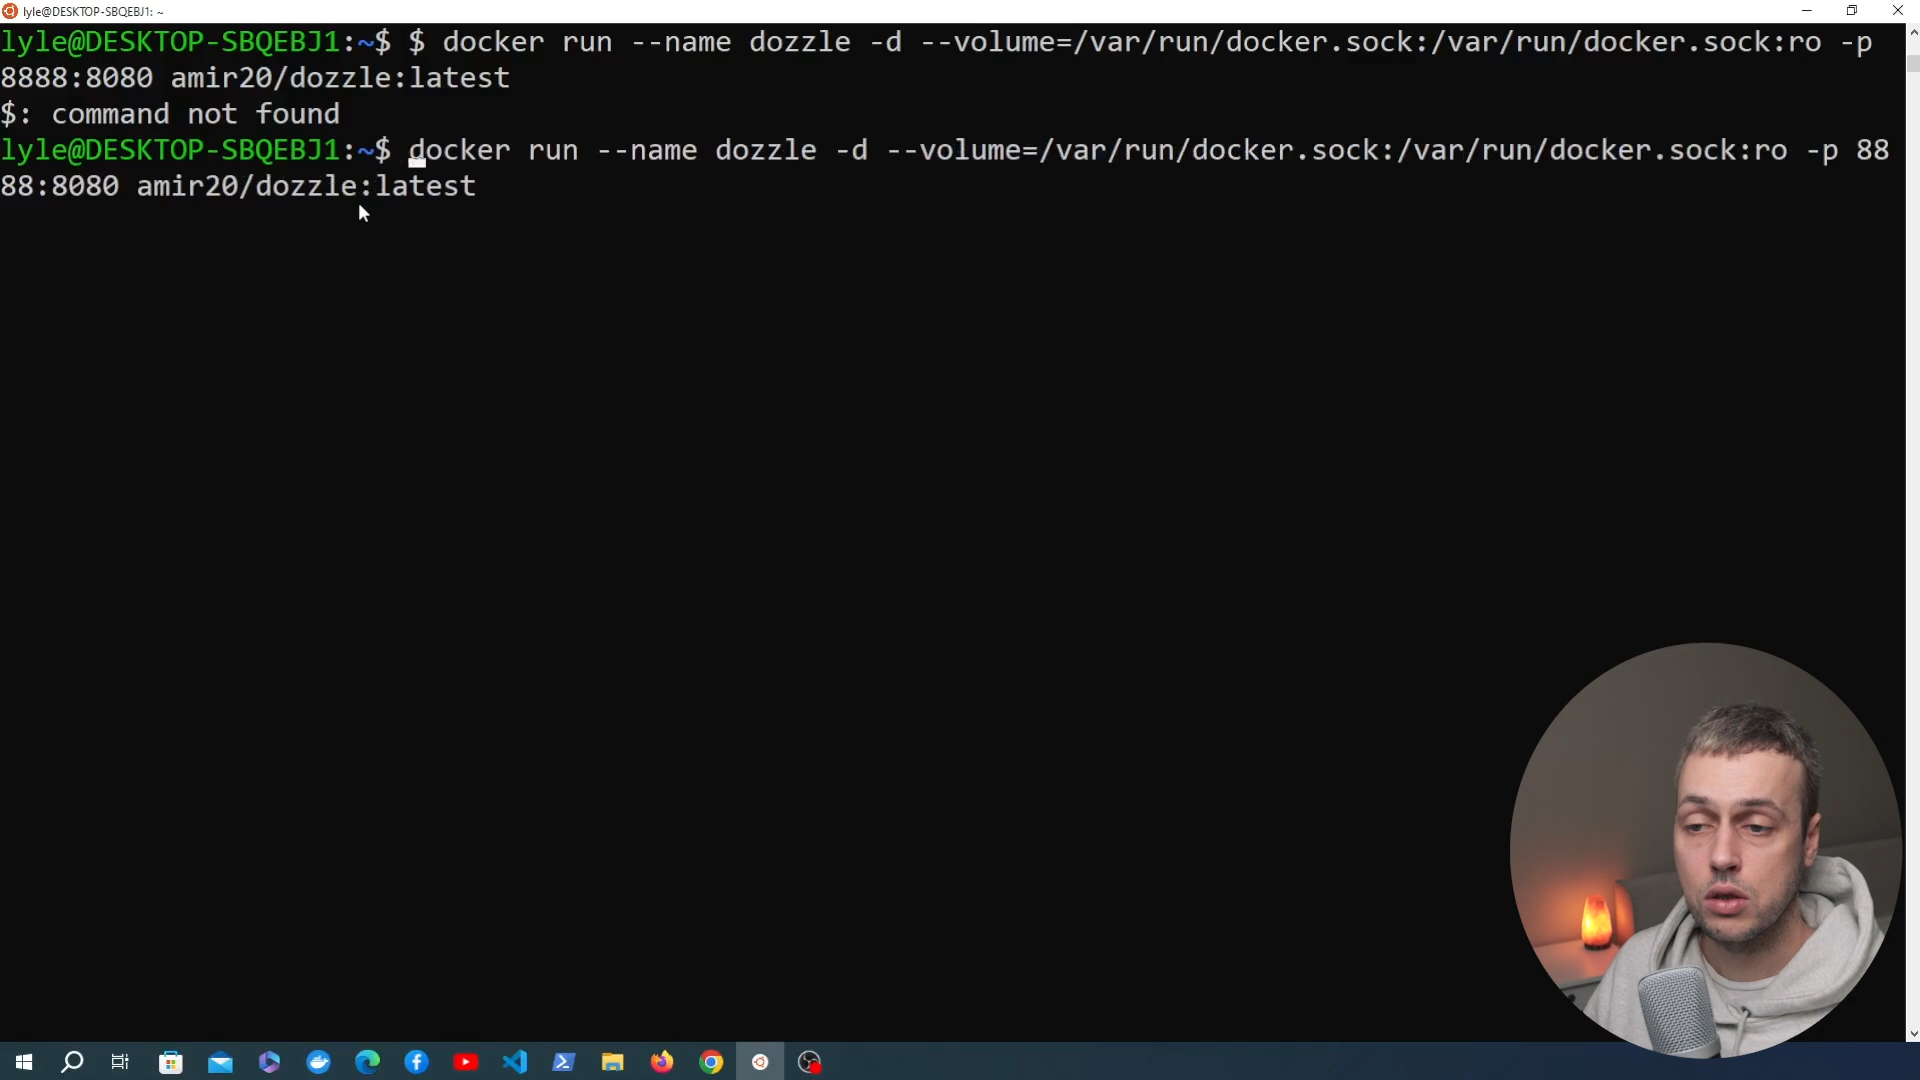 lyle@DESKTOP-SBQEBJ1: ~
lyle@DESKTOP-SBQEBJ1:~$ $ docker run --name dozzle -d --volume=/var/run/docker.sock:/var/run/docker.sock:ro -p
8888:8080 amir20/dozzle:latest
$: command not found
lyle@DESKTOP-SBQEBJ1:~$ docker run --name dozzle -d --volume=/var/run/docker.sock:/var/run/docker.sock:ro -p 88
88:8080 amir20/dozzle:latest